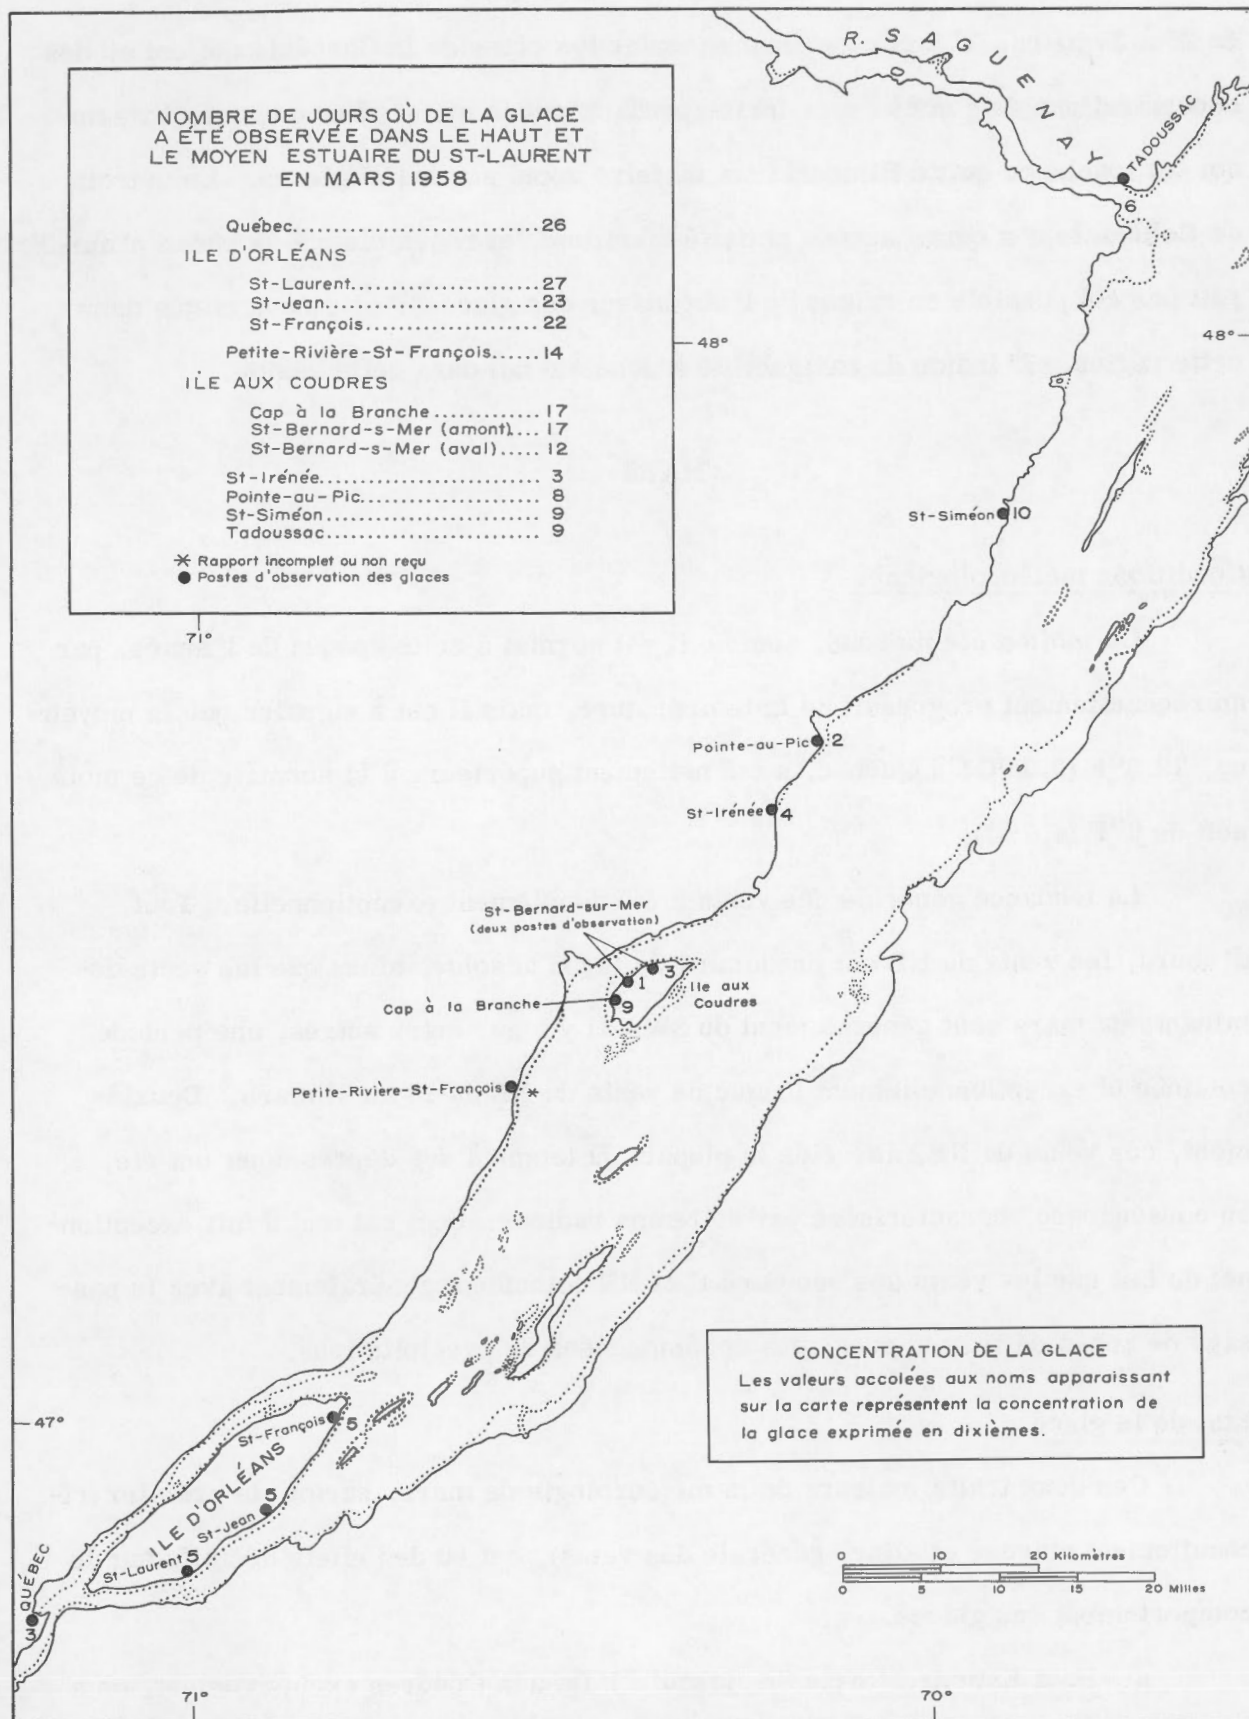 R. SAGUENAY
TADOUSSAC
6
NOMBRE DE JOURS OÙ DE LA GLACE
A ÉTÉ OBSERVÉE DANS LE HAUT ET
LE MOYEN ESTUAIRE DU ST-LAURENT
EN MARS 1958
Québec.................................26
ILE D'ORLÉANS
St-Laurent.........................27
St-Jean............................23
St-François.......................22
Petite-Rivière-St-François......14
ILE AUX COUDRES
Cap à la Branche............17
St-Bernard-s-Mer (amont)....17
St-Bernard-s-Mer (aval).....12
St-Irénée............................3
Pointe-au-Pic.....................8
St-Siméon.........................9
Tadoussac.........................9
* Rapport incomplet ou non reçu
● Postes d'observation des glaces
48°
48°
St-Siméon 10
71°
Pointe-au-Pic 2
St-Irénée 4
St-Bernard-sur-Mer
(deux postes d'observation)
3
1
Ile aux
Coudres
Cap à la Branche 9
Petite-Rivière-St-François *
CONCENTRATION DE LA GLACE
Les valeurs accolées aux noms apparaissant
sur la carte représentent la concentration de
la glace exprimée en dixièmes.
47°
St-François 5
ILE D'ORLÉANS
St-Jean 5
St-Laurent 5
QUÉBEC
3
0 10 20 Kilomètres
0 5 10 15 20 Milles
71°
70°